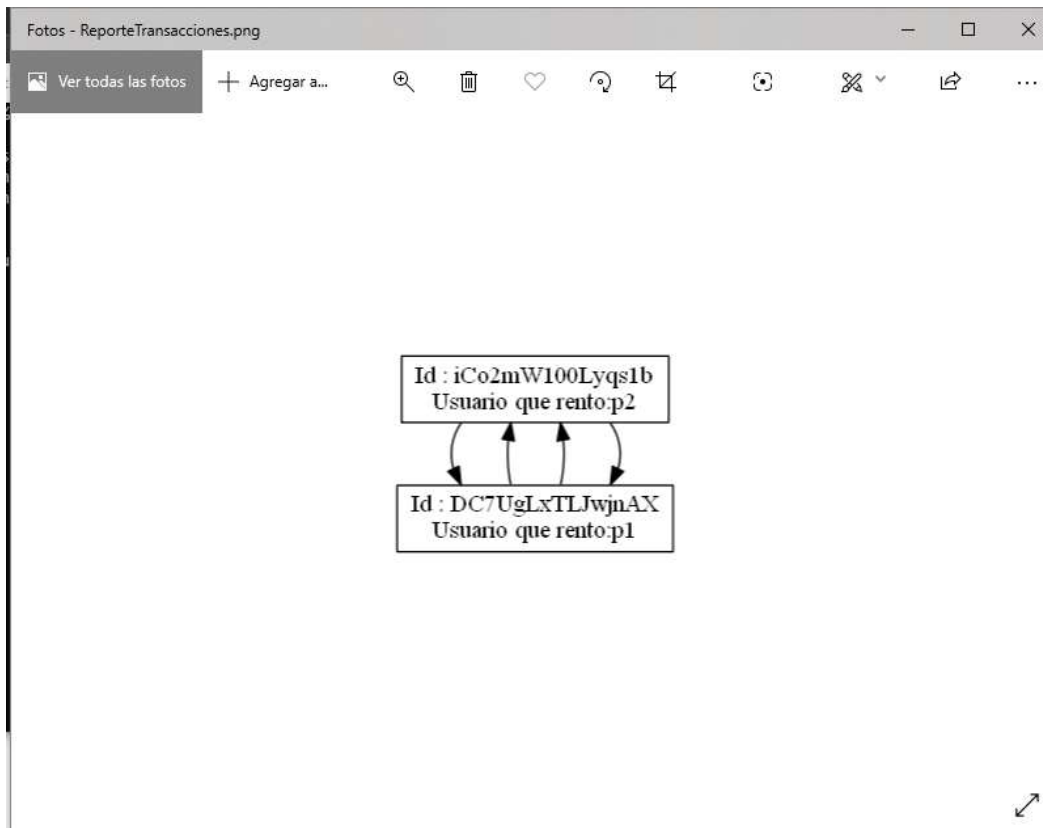 Fotos - ReporteTransacciones.png
Ver todas las fotos
Agregar a...
Id : iCo2mW100Lyqs1b
Usuario que rento:p2
Id : DC7UgLxTLJwjnAX
Usuario que rento:p1